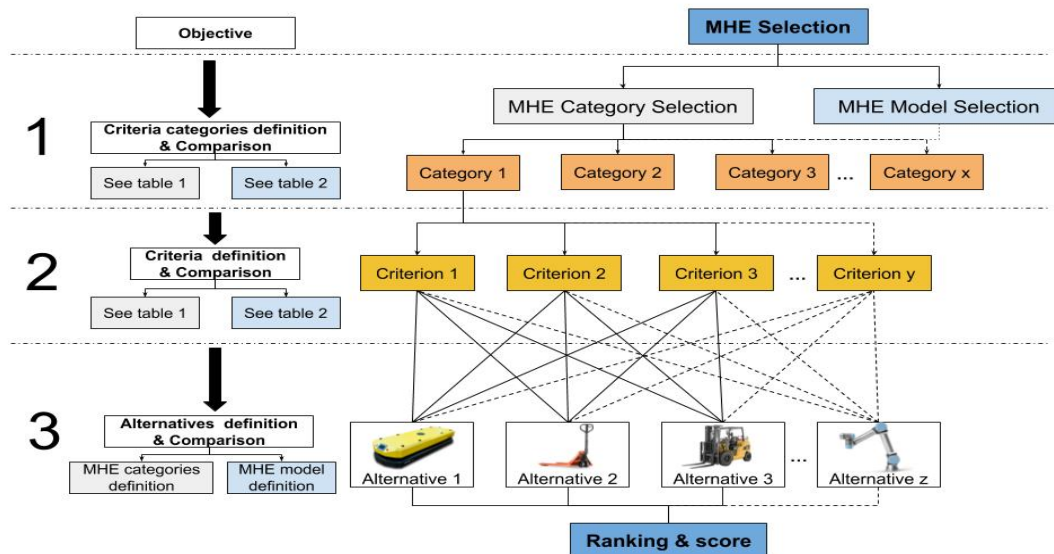 Objective
MHE Selection
1
MHE Category Selection
MHE Model Selection
Criteria categories definition
& Comparison
See table 1
See table 2
Category 1
Category 2
Category 3
...
Category x
2
Criteria definition
& Comparison
See table 1
See table 2
Criterion 1
Criterion 2
Criterion 3
...
Criterion y
3
Alternatives definition
& Comparison
MHE categories
definition
MHE model
definition
Alternative 1
Alternative 2
Alternative 3
...
Alternative z
Ranking & score